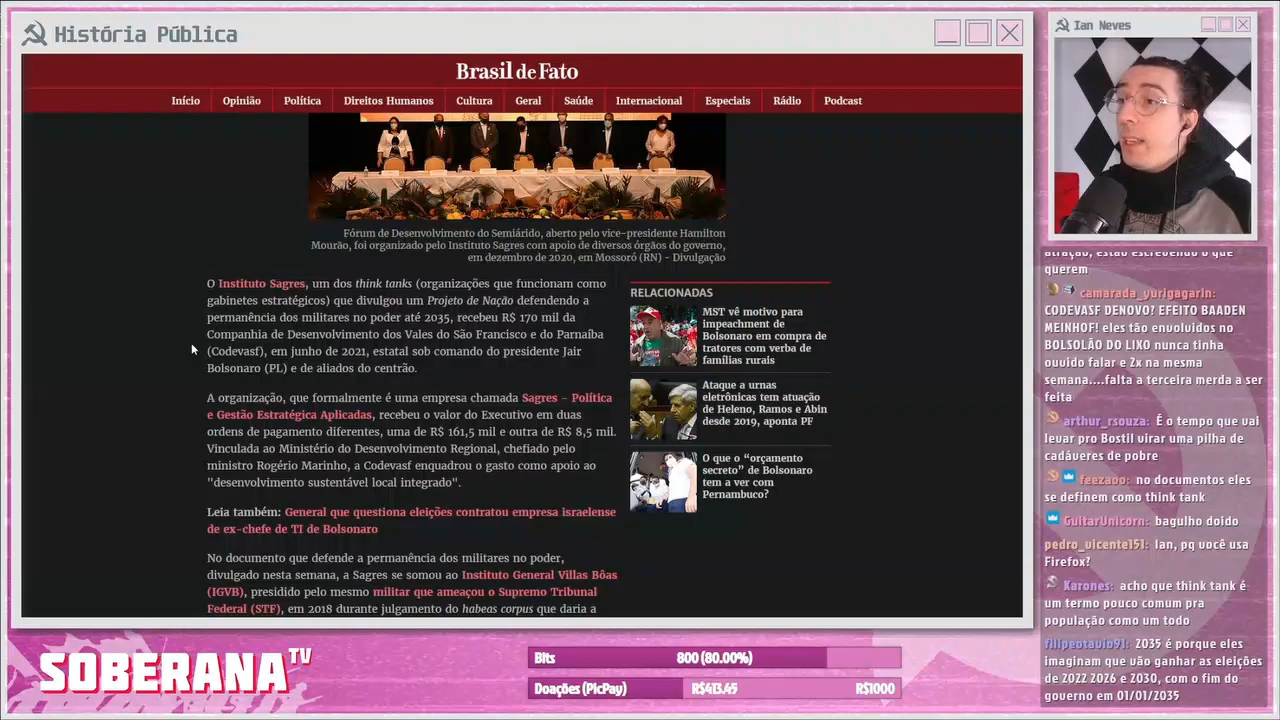 História Pública
Brasil de Fato
Início Opinião Política Direitos Humanos Cultura Geral Saúde Internacional Especiais Rádio Podcast
Fórum de Desenvolvimento do Semiárido, aberto pelo vice-presidente Hamilton
Mourão, foi organizado pelo Instituto Sagres com apoio de diversos órgãos do governo,
em dezembro de 2020, em Mossoró (RN) - Divulgação
O Instituto Sagres, um dos think tanks (organizações que funcionam como
gabinetes estratégicos) que divulgou um Projeto de Nação defendendo a
permanência dos militares no poder até 2035, recebeu R$ 170 mil da
Companhia de Desenvolvimento dos Vales do São Francisco e do Parnaíba
(Codevasf), em junho de 2021, estatal sob comando do presidente Jair
Bolsonaro (PL) e de aliados do centrão.
A organização, que formalmente é uma empresa chamada Sagres - Política
e Gestão Estratégica Aplicadas, recebeu o valor do Executivo em duas
ordens de pagamento diferentes, uma de R$ 161,5 mil e outra de R$ 8,5 mil.
Vinculada ao Ministério do Desenvolvimento Regional, chefiado pelo
ministro Rogério Marinho, a Codevasf enquadrou o gasto como apoio ao
"desenvolvimento sustentável local integrado".
Leia também: General que questiona eleições contratou empresa israelense
de ex-chefe de TI de Bolsonaro
No documento que defende a permanência dos militares no poder,
divulgado nesta semana, a Sagres se somou ao Instituto General Villas Bôas
(IGVB), presidido pelo mesmo militar que ameaçou o Supremo Tribunal
Federal (STF), em 2018 durante julgamento do habeas corpus que daria a
RELACIONADAS
MST vê motivo para
impeachment de
Bolsonaro em compra de
tratores com verba de
famílias rurais
Ataque a urnas
eletrônicas tem atuação
de Heleno, Ramos e Abin
desde 2019, aponta PF
O que o “orçamento
secreto” de Bolsonaro
tem a ver com
Pernambuco?
Ian Neves
atração, estão escrevendo o que
querem
camarada_yurigagarin:
CODEVASF DENOVO! EFEITO BAADEN
MEINHOF! eles tão envolvidos no
BOLSOLÃO DO LIXO nunca tinha
ouvido falar e 2x na mesma
semana....falta a terceira merda a ser
feita
arthur_rsouza: É o tempo que vai
levar pro Bostil virar uma pilha de
cadáveres de pobre
feezaoo: no documentos eles
se definem como think tank
GuitarUnicorn: bagulho doido
pedro_vicente151: Ian, pq você usa
Firefox?
Karones: acho que think tank é
um termo pouco comum pra
população como um todo
filipeotavio91: 2035 é porque eles
imaginam que vão ganhar as eleições
de 2022 2026 e 2030, com o fim do
governo em 01/01/2035
SOBERANA TV
Bits 800 (80.00%)
Doações (PicPay) R$413.45 R$1000